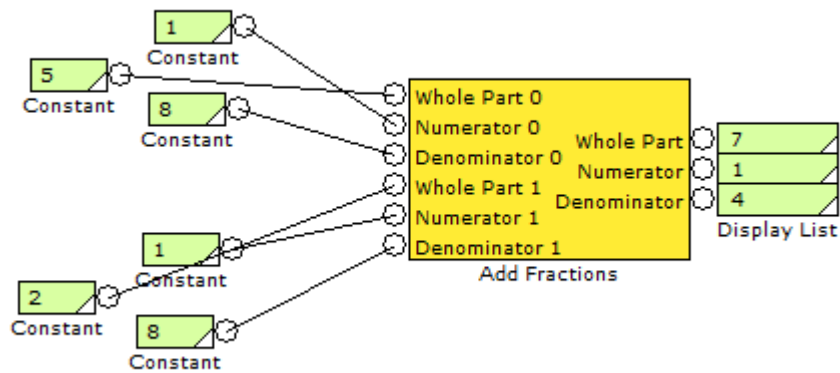 1
Constant
5
Constant
8
Constant
1
Constant
2
Constant
8
Constant
Whole Part 0
Numerator 0
Denominator 0
Whole Part 1
Numerator 1
Denominator 1
Whole Part
Numerator
Denominator
Add Fractions
7
1
4
Display List